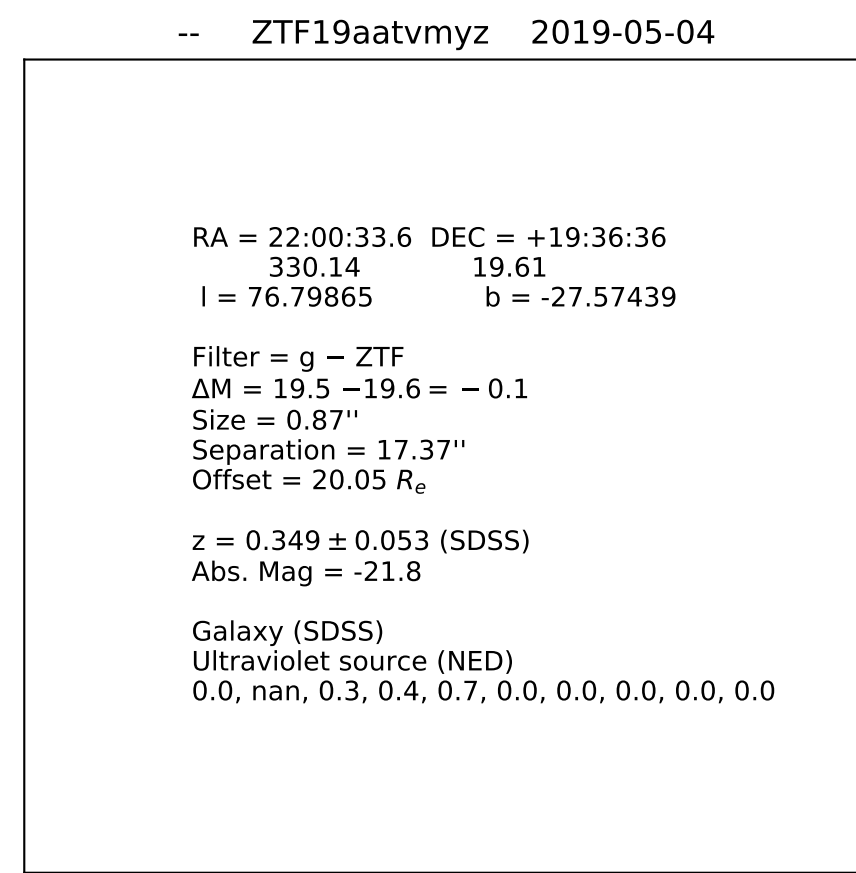 -- ZTF19aatvmyz 2019-05-04
RA = 22:00:33.6 DEC = +19:36:36
330.14 19.61
l = 76.79865 b = -27.57439
Filter = g − ZTF
ΔM = 19.5 −19.6 = − 0.1
Size = 0.87''
Separation = 17.37''
Offset = 20.05 Rₑ
z = 0.349 ± 0.053 (SDSS)
Abs. Mag = -21.8
Galaxy (SDSS)
Ultraviolet source (NED)
0.0, nan, 0.3, 0.4, 0.7, 0.0, 0.0, 0.0, 0.0, 0.0